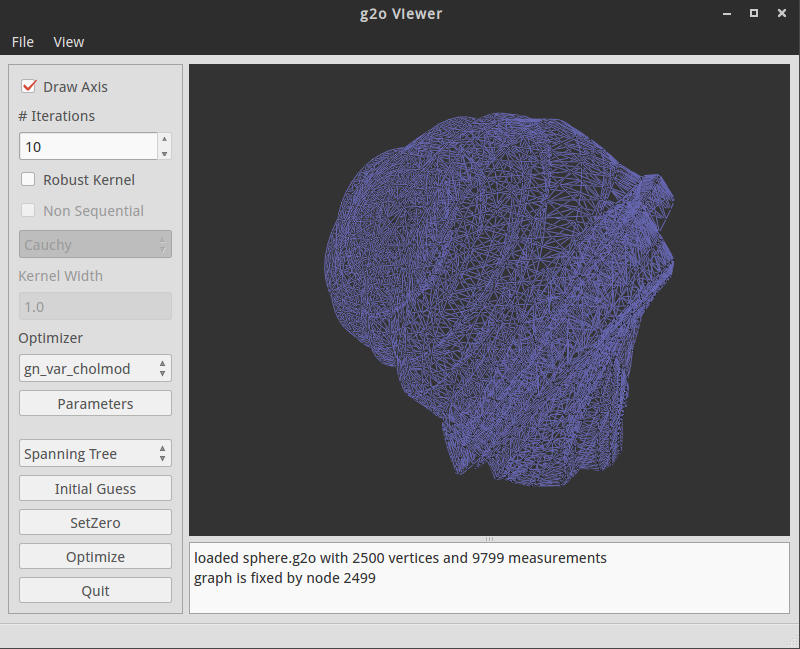 g2o VIewer
File View
Draw Axis
# Iterations
10
Robust Kernel
Non Sequential
Cauchy
Kernel Width
1.0
Optimizer
gn_var_cholmod
Parameters
Spanning Tree
Initial Guess
SetZero
Optimize
Quit
loaded sphere.g2o with 2500 vertices and 9799 measurements
graph is fixed by node 2499